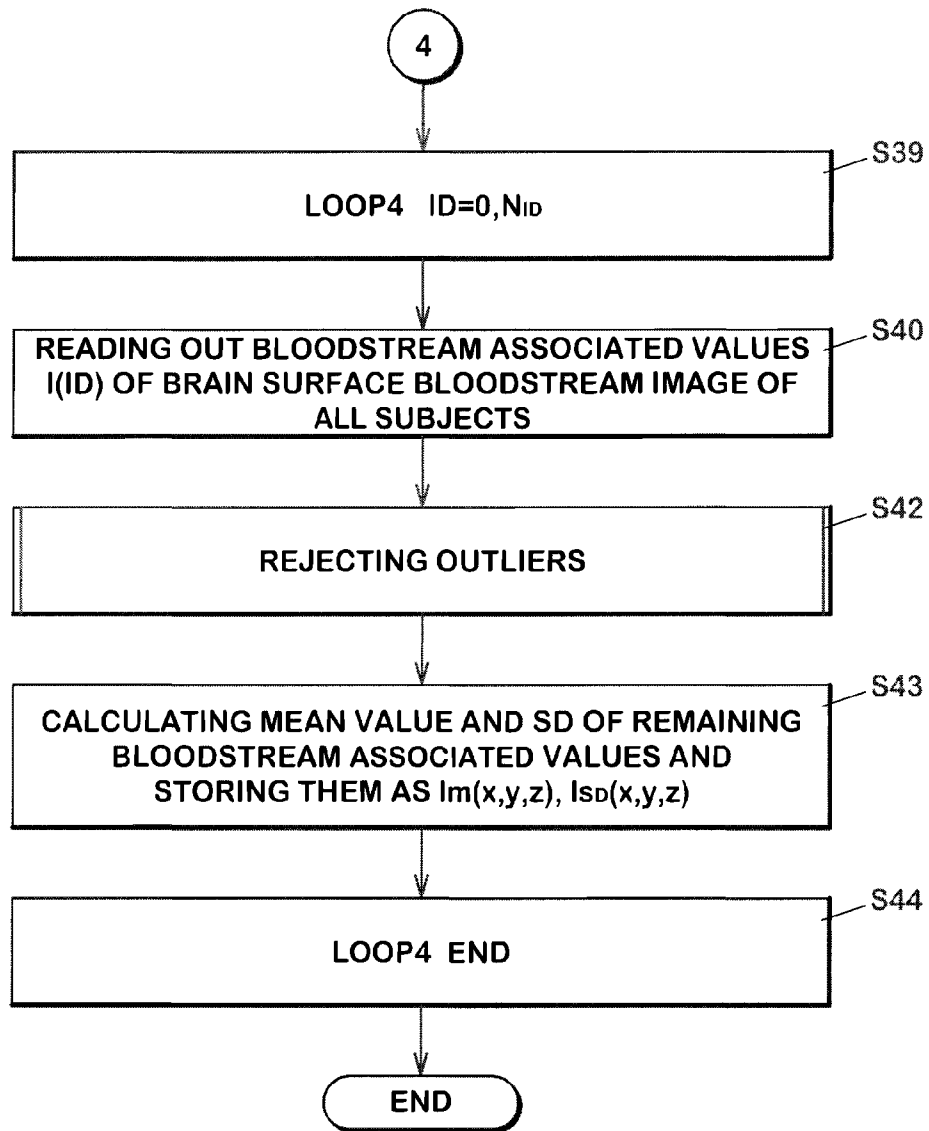 4
S39
LOOP4 ID=0,NID
S40
READING OUT BLOODSTREAM ASSOCIATED VALUES
I(ID) OF BRAIN SURFACE BLOODSTREAM IMAGE OF
ALL SUBJECTS
S42
REJECTING OUTLIERS
S43
CALCULATING MEAN VALUE AND SD OF REMAINING
BLOODSTREAM ASSOCIATED VALUES AND
STORING THEM AS Im(x,y,z), ISD(x,y,z)
S44
LOOP4 END
END